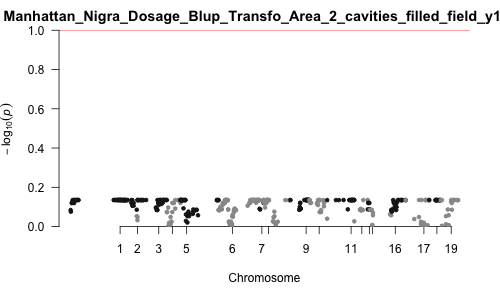 Manhattan_Nigra_Dosage_Blup_Transfo_Area_2_cavities_filled_field_y1
1.0
0.8
0.6
0.4
0.2
0.0
− log10(p)
1 2 3 5 6 7 9 11 16 17 19
Chromosome